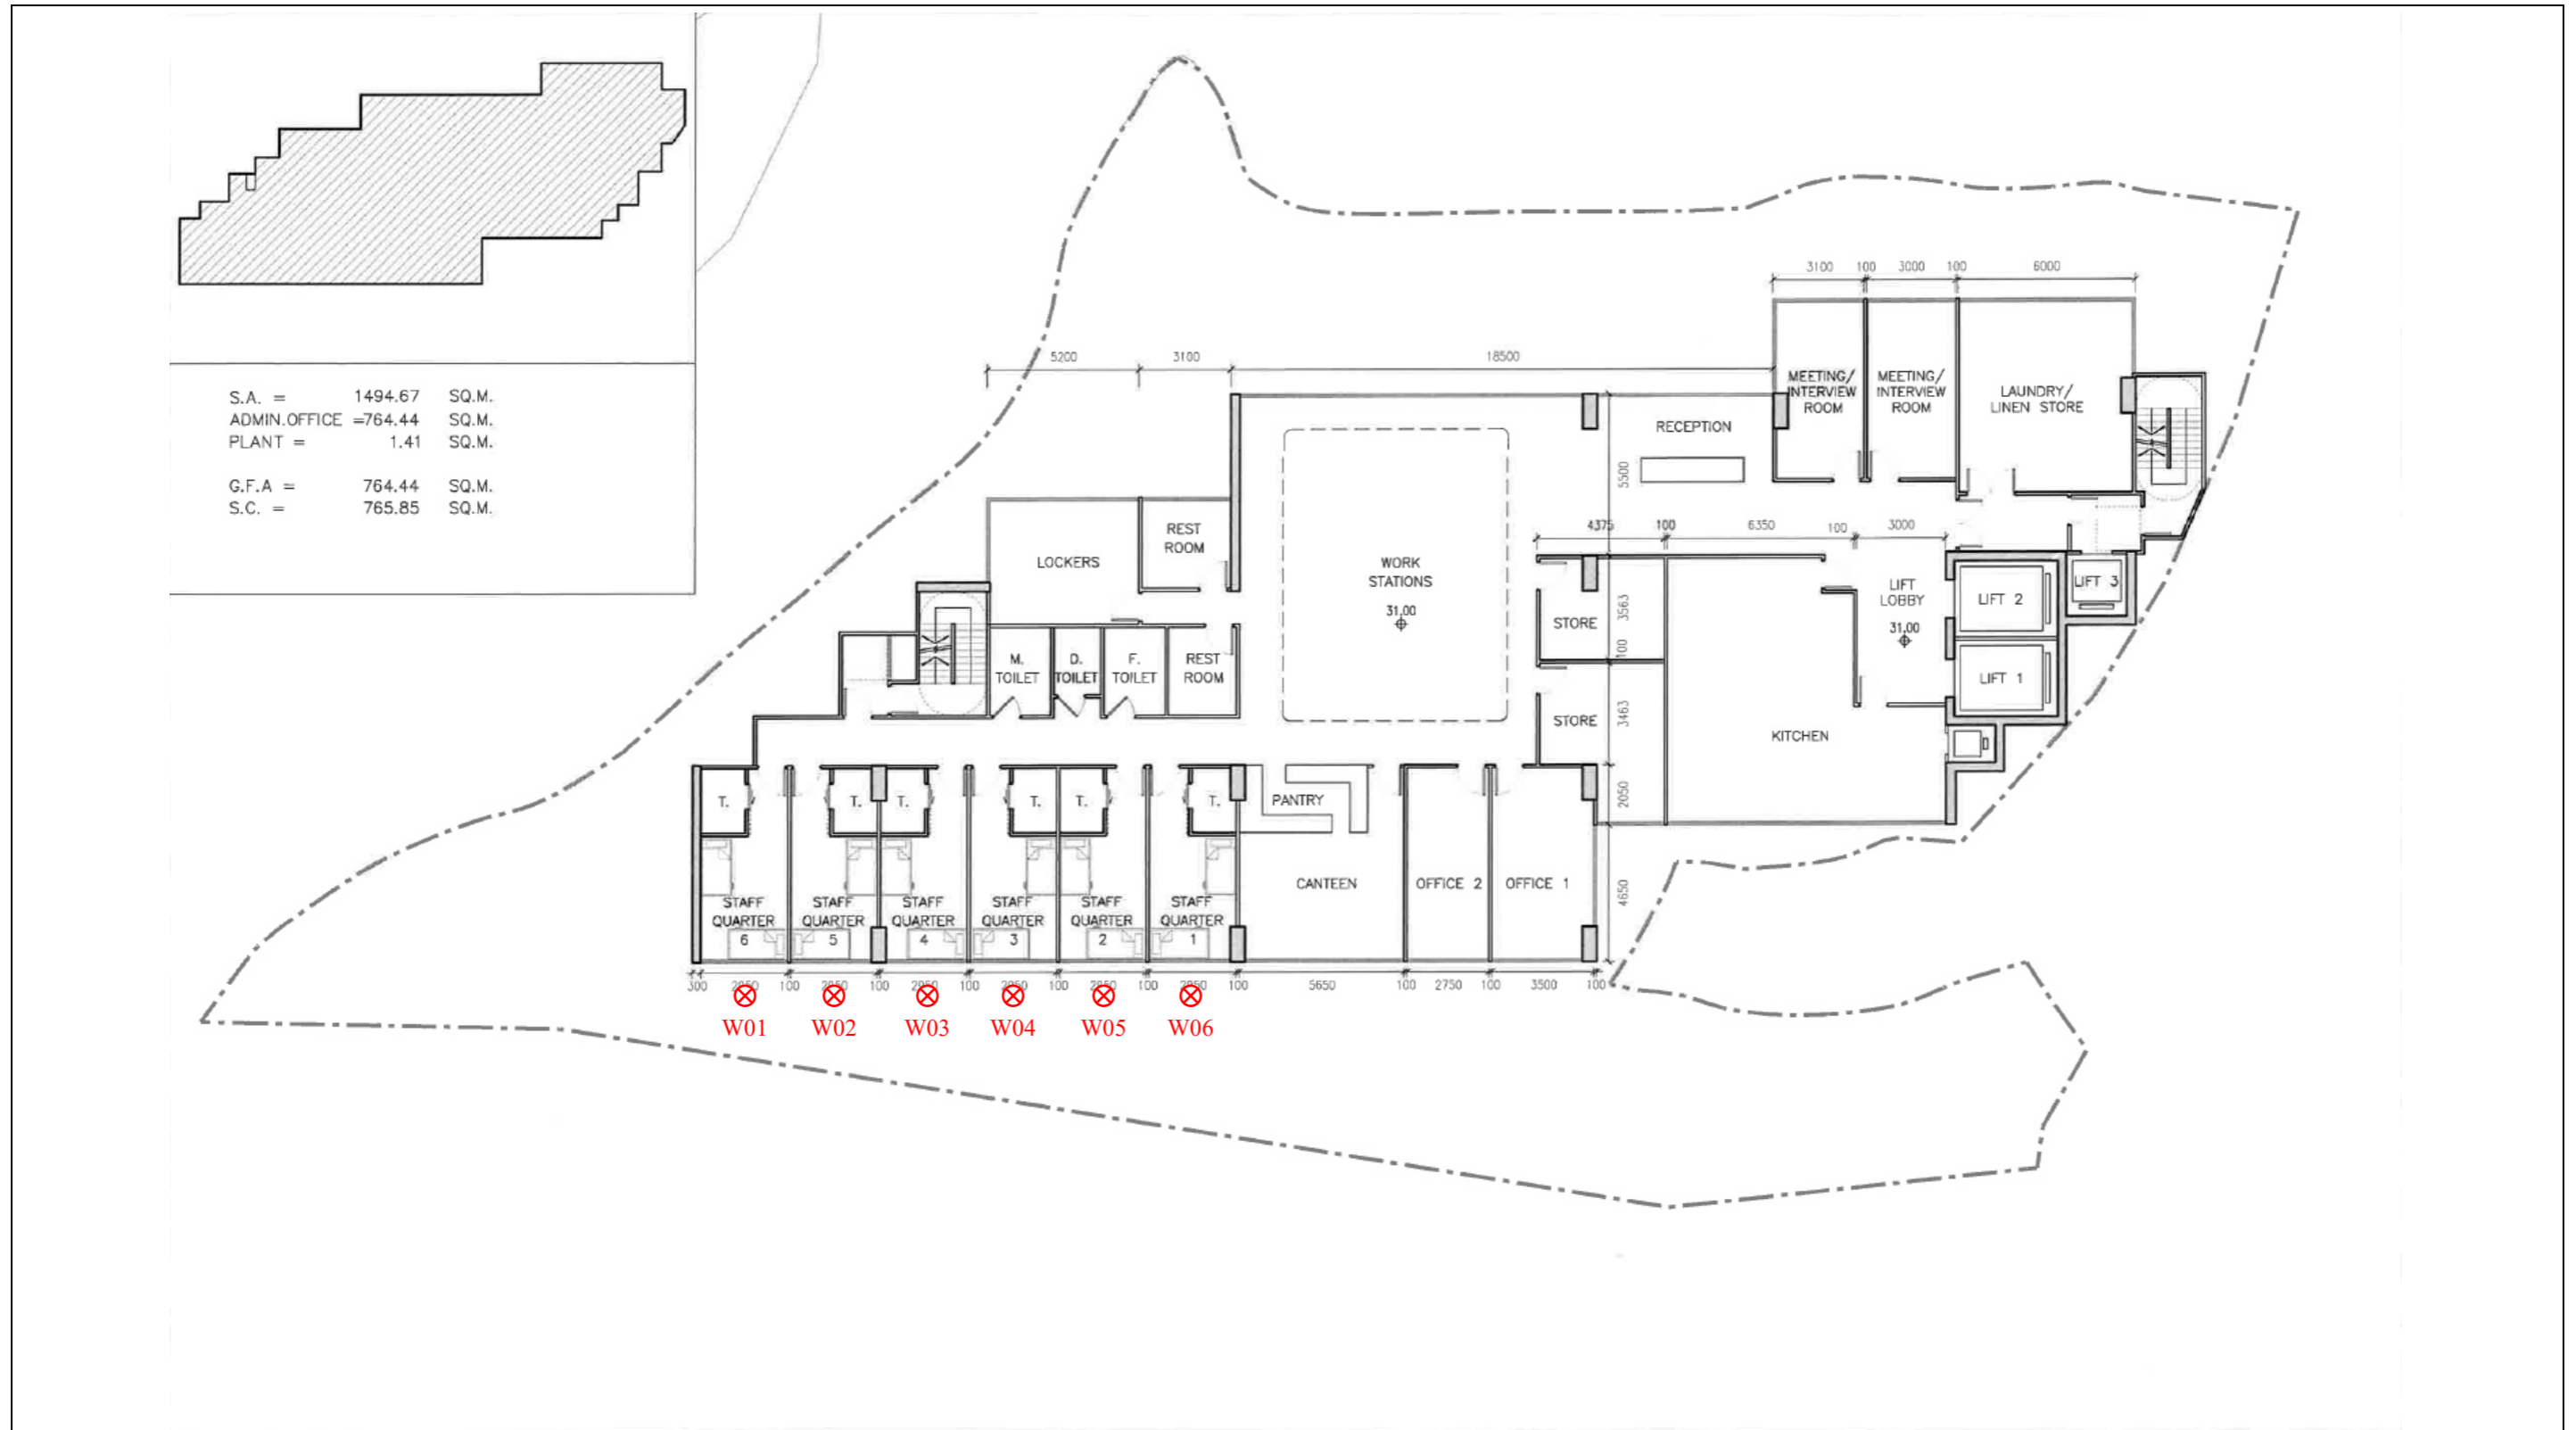 S.A. = 1494.67 SQ.M.
ADMIN.OFFICE =764.44 SQ.M.
PLANT = 1.41 SQ.M.
G.F.A = 764.44 SQ.M.
S.C. = 765.85 SQ.M.
3100 100 3000 100 6000
5200 3100 18500
MEETING/
INTERVIEW
ROOM
MEETING/
INTERVIEW
ROOM
LAUNDRY/
LINEN STORE
RECEPTION
5500
4375 100 6350 100 3000
LOCKERS
REST
ROOM
WORK
STATIONS
31.00
STORE
3563
100
LIFT
LOBBY
31.00
LIFT 2
LIFT 3
LIFT 1
M.
TOILET
D.
TOILET
F.
TOILET
REST
ROOM
STORE
3463
KITCHEN
T.
T.
T.
T.
T.
T.
PANTRY
2050
CANTEEN
OFFICE 2
OFFICE 1
4650
STAFF
QUARTER
6
STAFF
QUARTER
5
STAFF
QUARTER
4
STAFF
QUARTER
3
STAFF
QUARTER
2
STAFF
QUARTER
1
300 100 100 100 100 100 100 5650 100 2750 100 3500 100
W01 W02 W03 W04 W05 W06